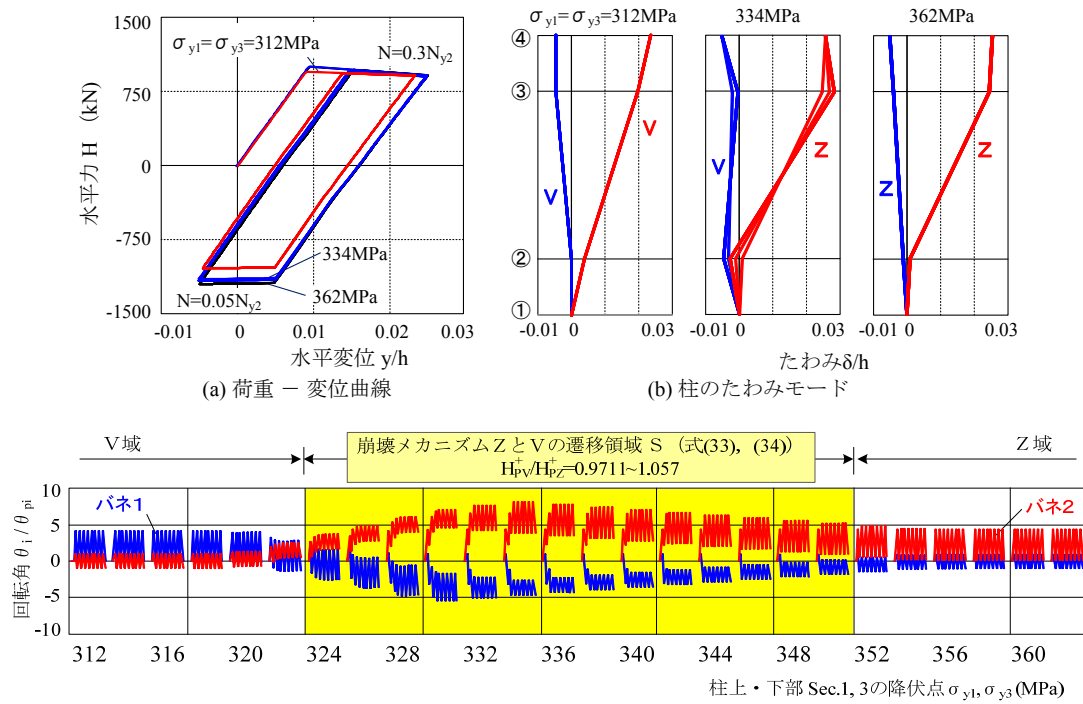 1500
750
0
-750
-1500
水平力 H (kN)
σy1=σy3=312MPa
N=0.3Ny2
334MPa
362MPa
N=0.05Ny2
-0.01 0 0.01 0.02 0.03
水平変位 y/h
(a) 荷重 － 変位曲線
σy1=σy3=312MPa 334MPa 362MPa
④
③
②
①
V V
V Z
Z Z
-0.01 0 0.03 -0.01 0 0.03 -0.01 0 0.03
たわみδ/h
(b) 柱のたわみモード
V域
崩壊メカニズムZとVの遷移領域 S (式(33), (34))
H+PV/H+PZ=0.9711~1.057
Z域
バネ1
バネ2
回転角 θi/θpi
10
5
0
-5
-10
312 316 320 324 328 332 336 340 344 348 352 356 360
柱上・下部 Sec.1, 3の降伏点σy1,σy3(MPa)